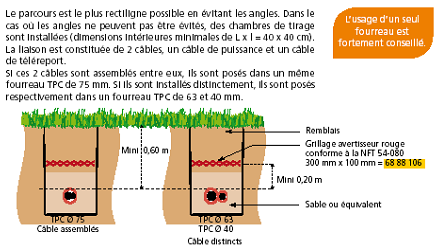 Le parcours est le plus rectiligne possible en évitant les angles. Dans le
cas où les angles ne peuvent pas être évités, des chambres de tirage
sont installées (dimensions intérieures minimales de L x l = 40 x 40 cm).
La liaison est constituée de 2 câbles, un câble de puissance et un câble
de téléreport.
Si ces 2 câbles sont assemblés entre eux, ils sont posés dans un même
fourreau TPC de 75 mm. Si ils sont installés distinctement, ils sont posés
respectivement dans un fourreau TPC de 63 et 40 mm.
L'usage d'un seul
fourreau est
fortement conseillé.
Remblais
Mini
0,60 m
Grillage avertisseur rouge
conforme à la NFT 54-080
300 mm x 100 mm = 68 88 106
Mini 0,20 m
Sable ou équivalent
TPC Ø 75
Câble assemblés
TPC Ø 63
TPC Ø 40
Câble distincts